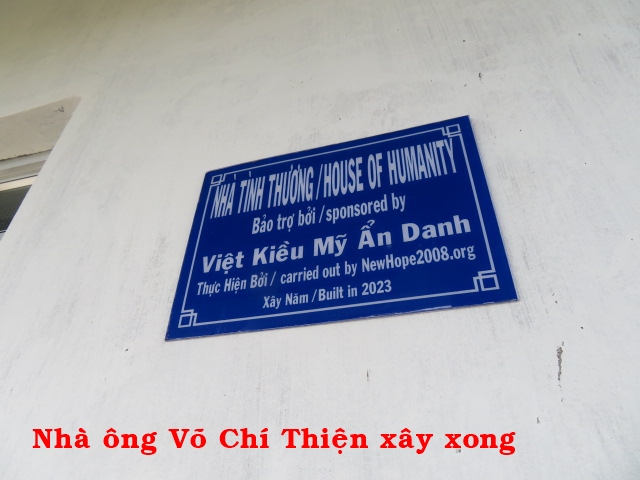 NHÀ TÌNH THƯƠNG / HOUSE OF HUMANITY
Bảo trợ bởi / sponsored by
Việt Kiều Mỹ Ẩn Danh
Thực Hiện Bởi / carried out by NewHope2008.org
Xây Năm / Built in 2023
Nhà ông Võ Chí Thiện xây xong